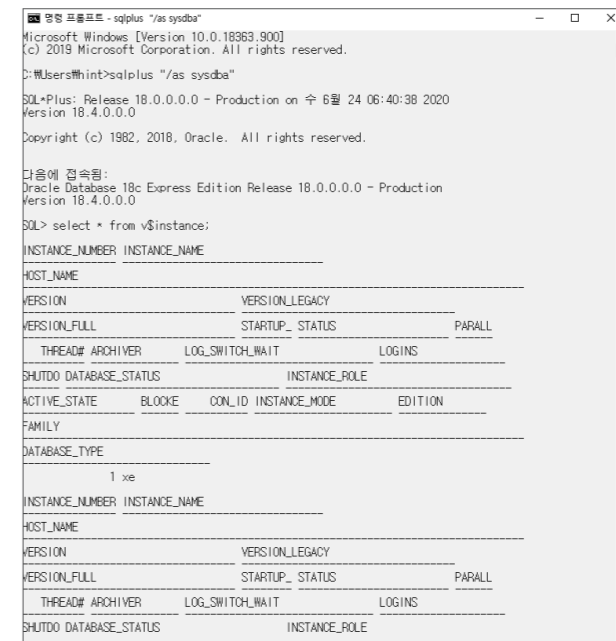 명령 프롬프트 - sqlplus "/as sysdba"
Microsoft Windows [Version 10.0.18363.900]
(c) 2019 Microsoft Corporation. All rights reserved.
C:₩Users₩hint>sqlplus "/as sysdba"
SQL*Plus: Release 18.0.0.0.0 - Production on 수 6월 24 06:40:38 2020
Version 18.4.0.0.0
Copyright (c) 1982, 2018, Oracle. All rights reserved.
다음에 접속됨:
Oracle Database 18c Express Edition Release 18.0.0.0.0 - Production
Version 18.4.0.0.0
SQL> select * from v$instance;
INSTANCE_NUMBER INSTANCE_NAME
HOST_NAME
VERSION VERSION_LEGACY
VERSION_FULL STARTUP_ STATUS PARALL
THREAD# ARCHIVER LOG_SWITCH_WAIT LOGINS
SHUTDO DATABASE_STATUS INSTANCE_ROLE
ACTIVE_STATE BLOCKE CON_ID INSTANCE_MODE EDITION
FAMILY
DATABASE_TYPE
1 xe
INSTANCE_NUMBER INSTANCE_NAME
HOST_NAME
VERSION VERSION_LEGACY
VERSION_FULL STARTUP_ STATUS PARALL
THREAD# ARCHIVER LOG_SWITCH_WAIT LOGINS
SHUTDO DATABASE_STATUS INSTANCE_ROLE